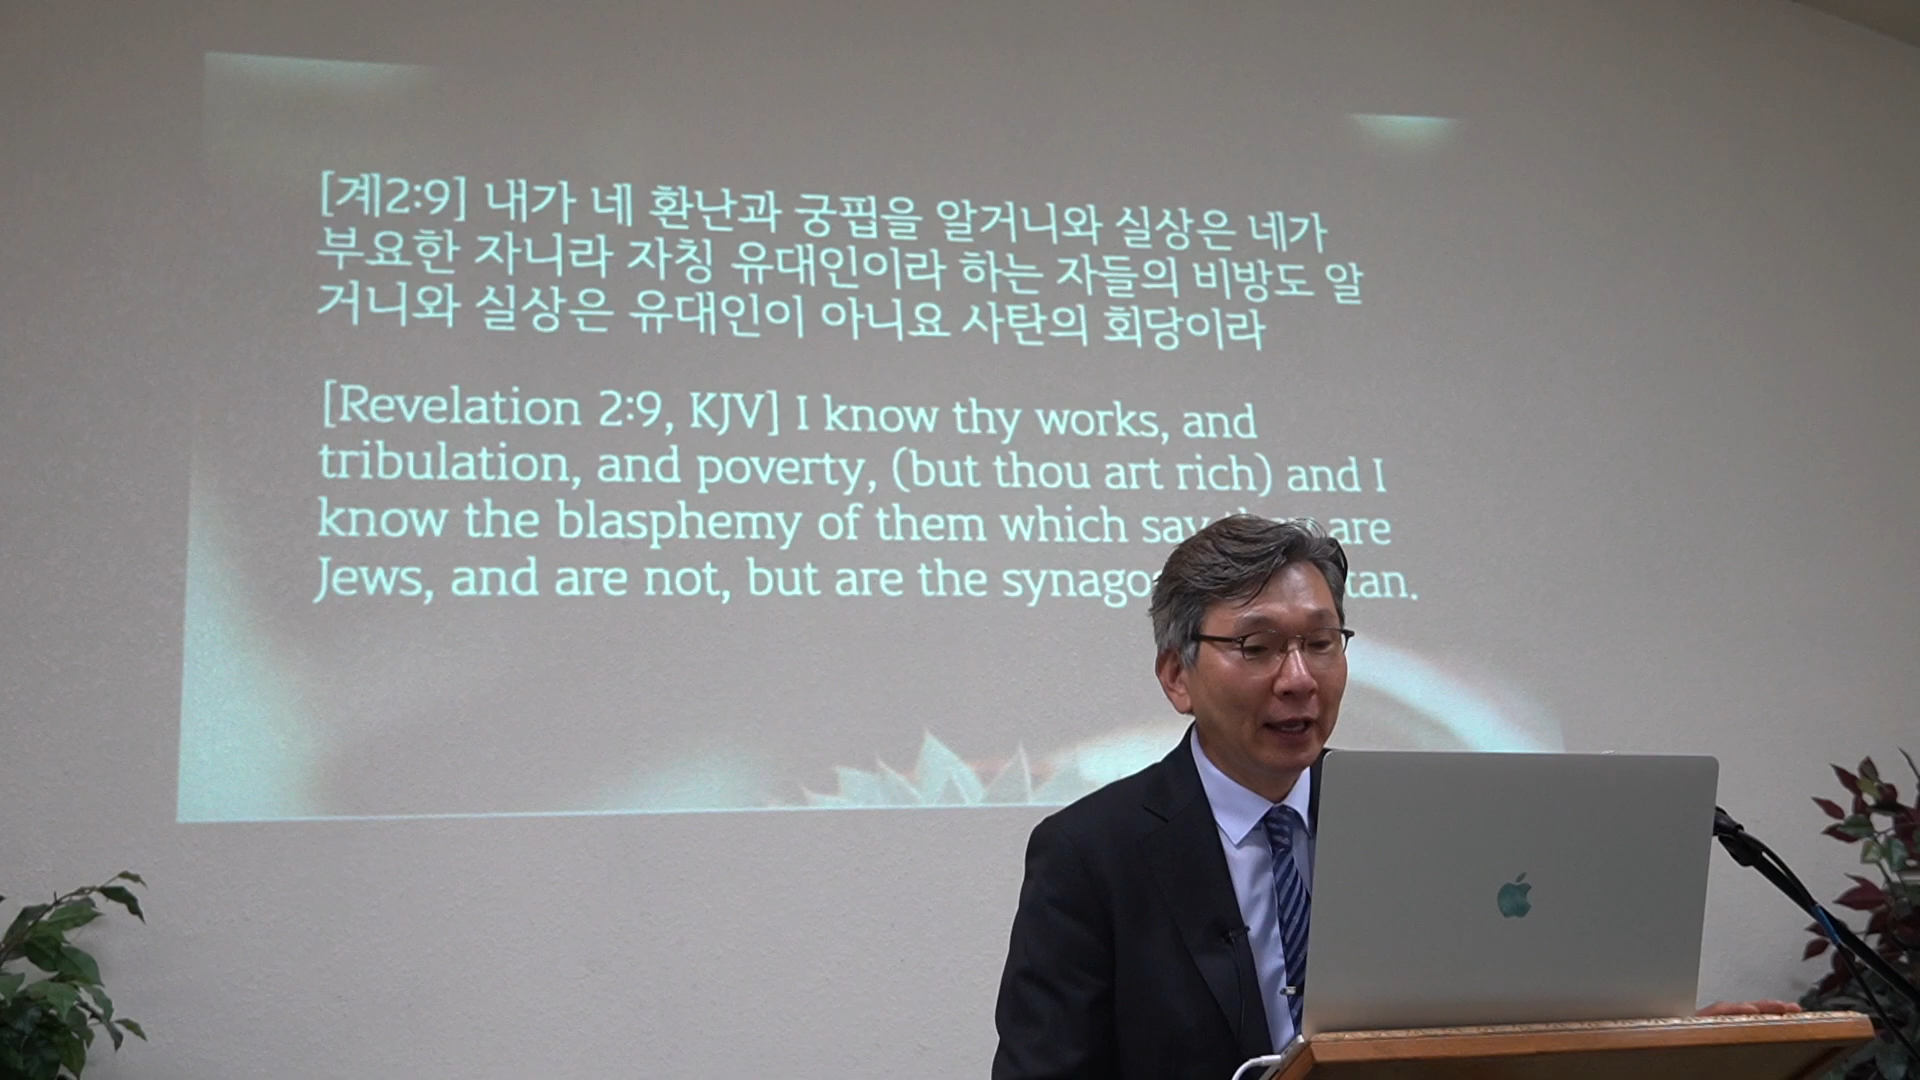 [계2:9] 내가 네 환난과 궁핍을 알거니와 실상은 네가
부요한 자니라 자칭 유대인이라 하는 자들의 비방도 알
거니와 실상은 유대인이 아니요 사탄의 회당이라
[Revelation 2:9, KJV] I know thy works, and
tribulation, and poverty, (but thou art rich) and I
know the blasphemy of them which say are
Jews, and are not, but are the